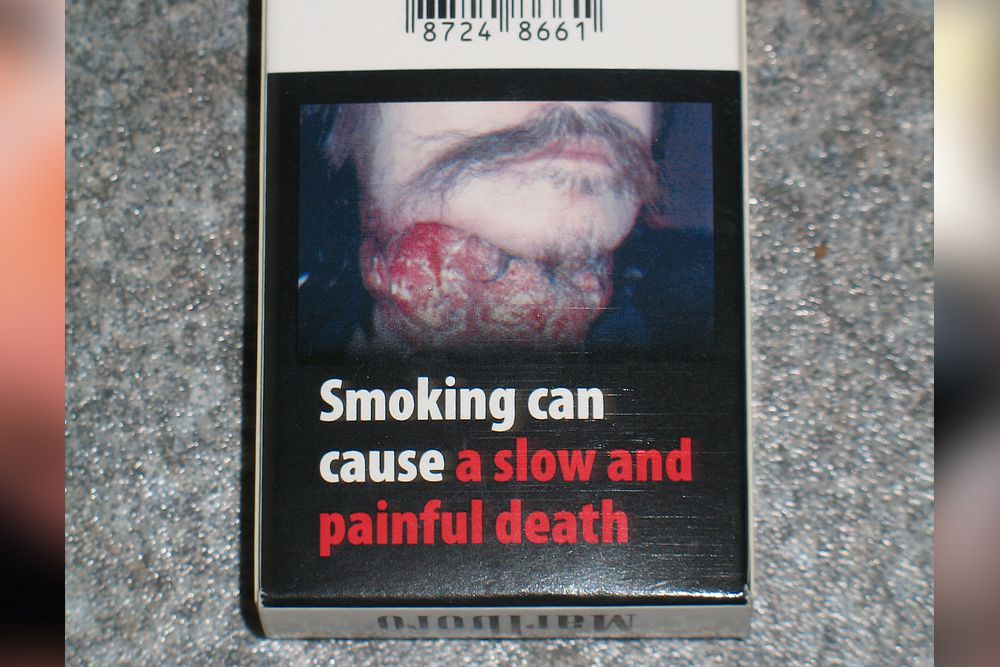 8724 8661
Smoking can
cause a slow and
painful death
Marlboro